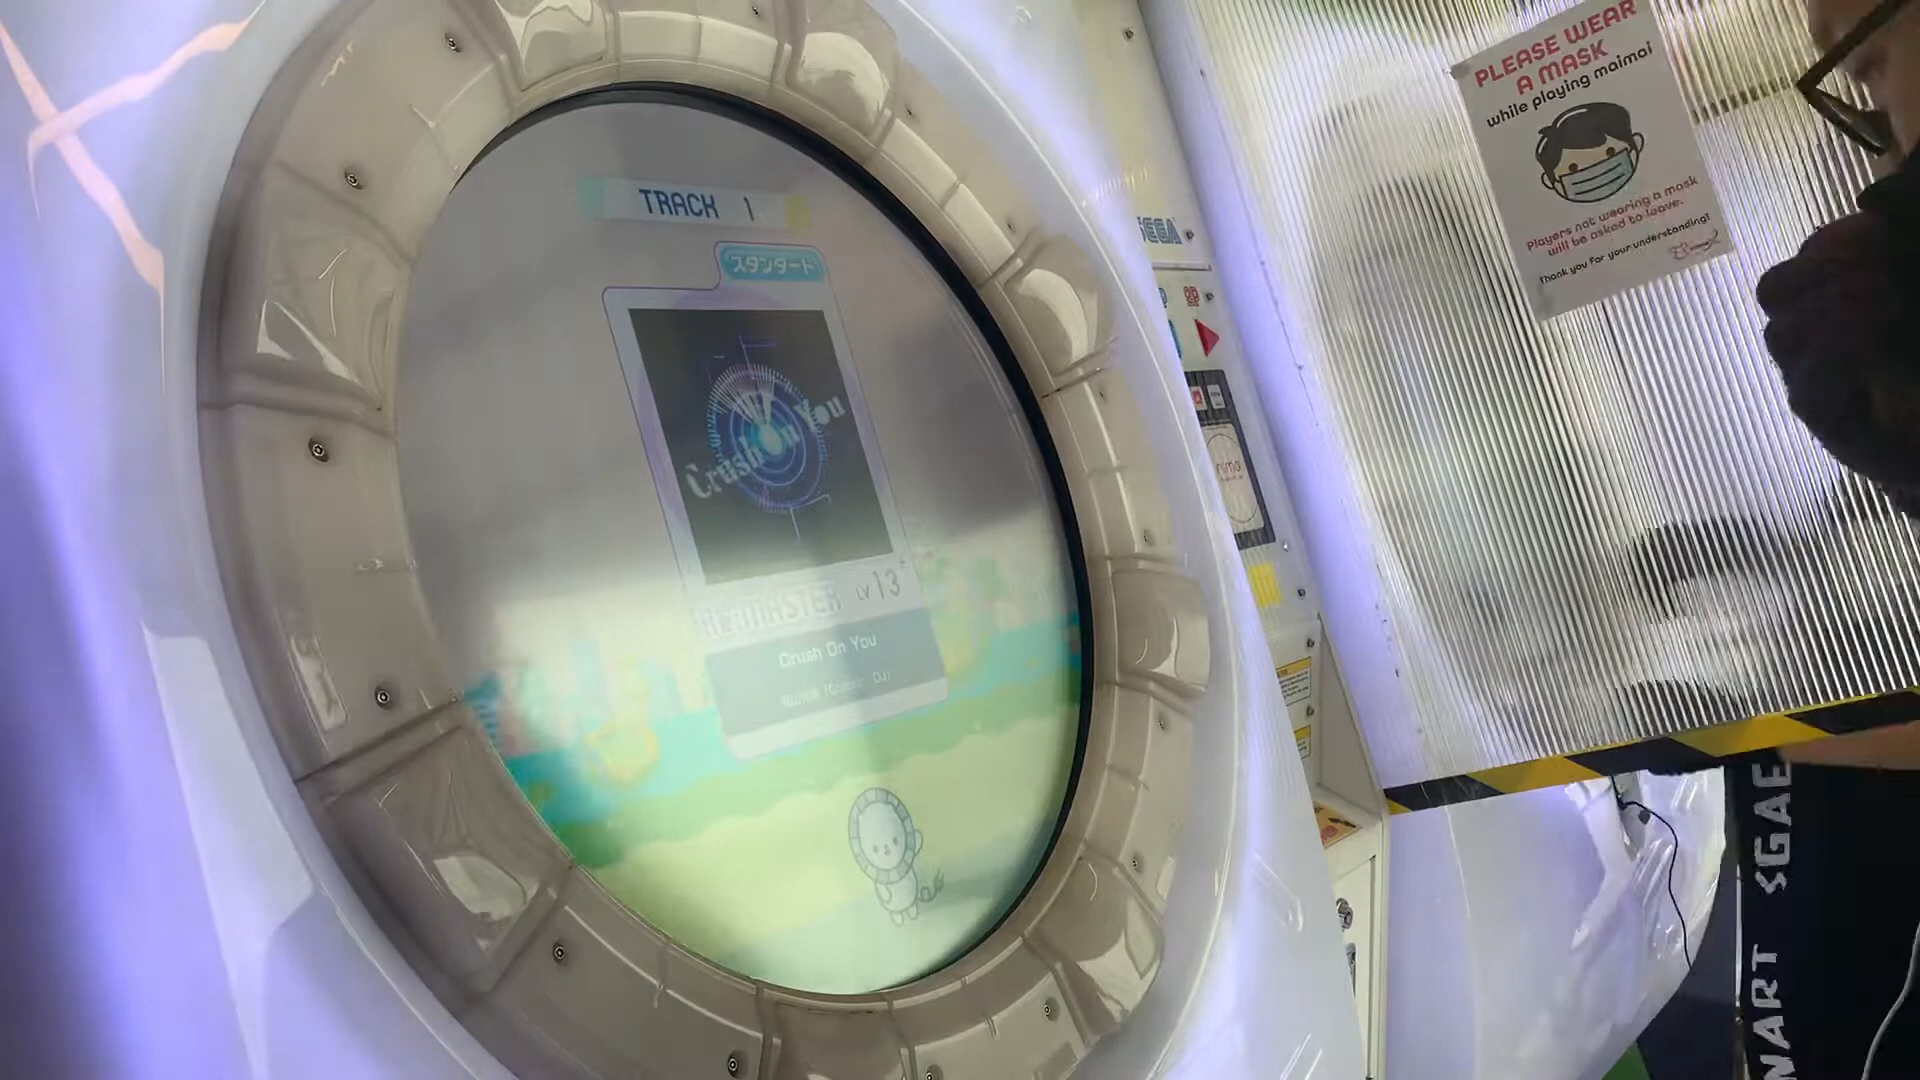 TRACK 1
スタンダード
Crush On You
Re:MASTER LV 13+
Crush On You
SEGA
2P
PLEASE WEAR
A MASK
while playing maimai
Players not wearing a mask
will be asked to leave.
Thank you for your understanding!